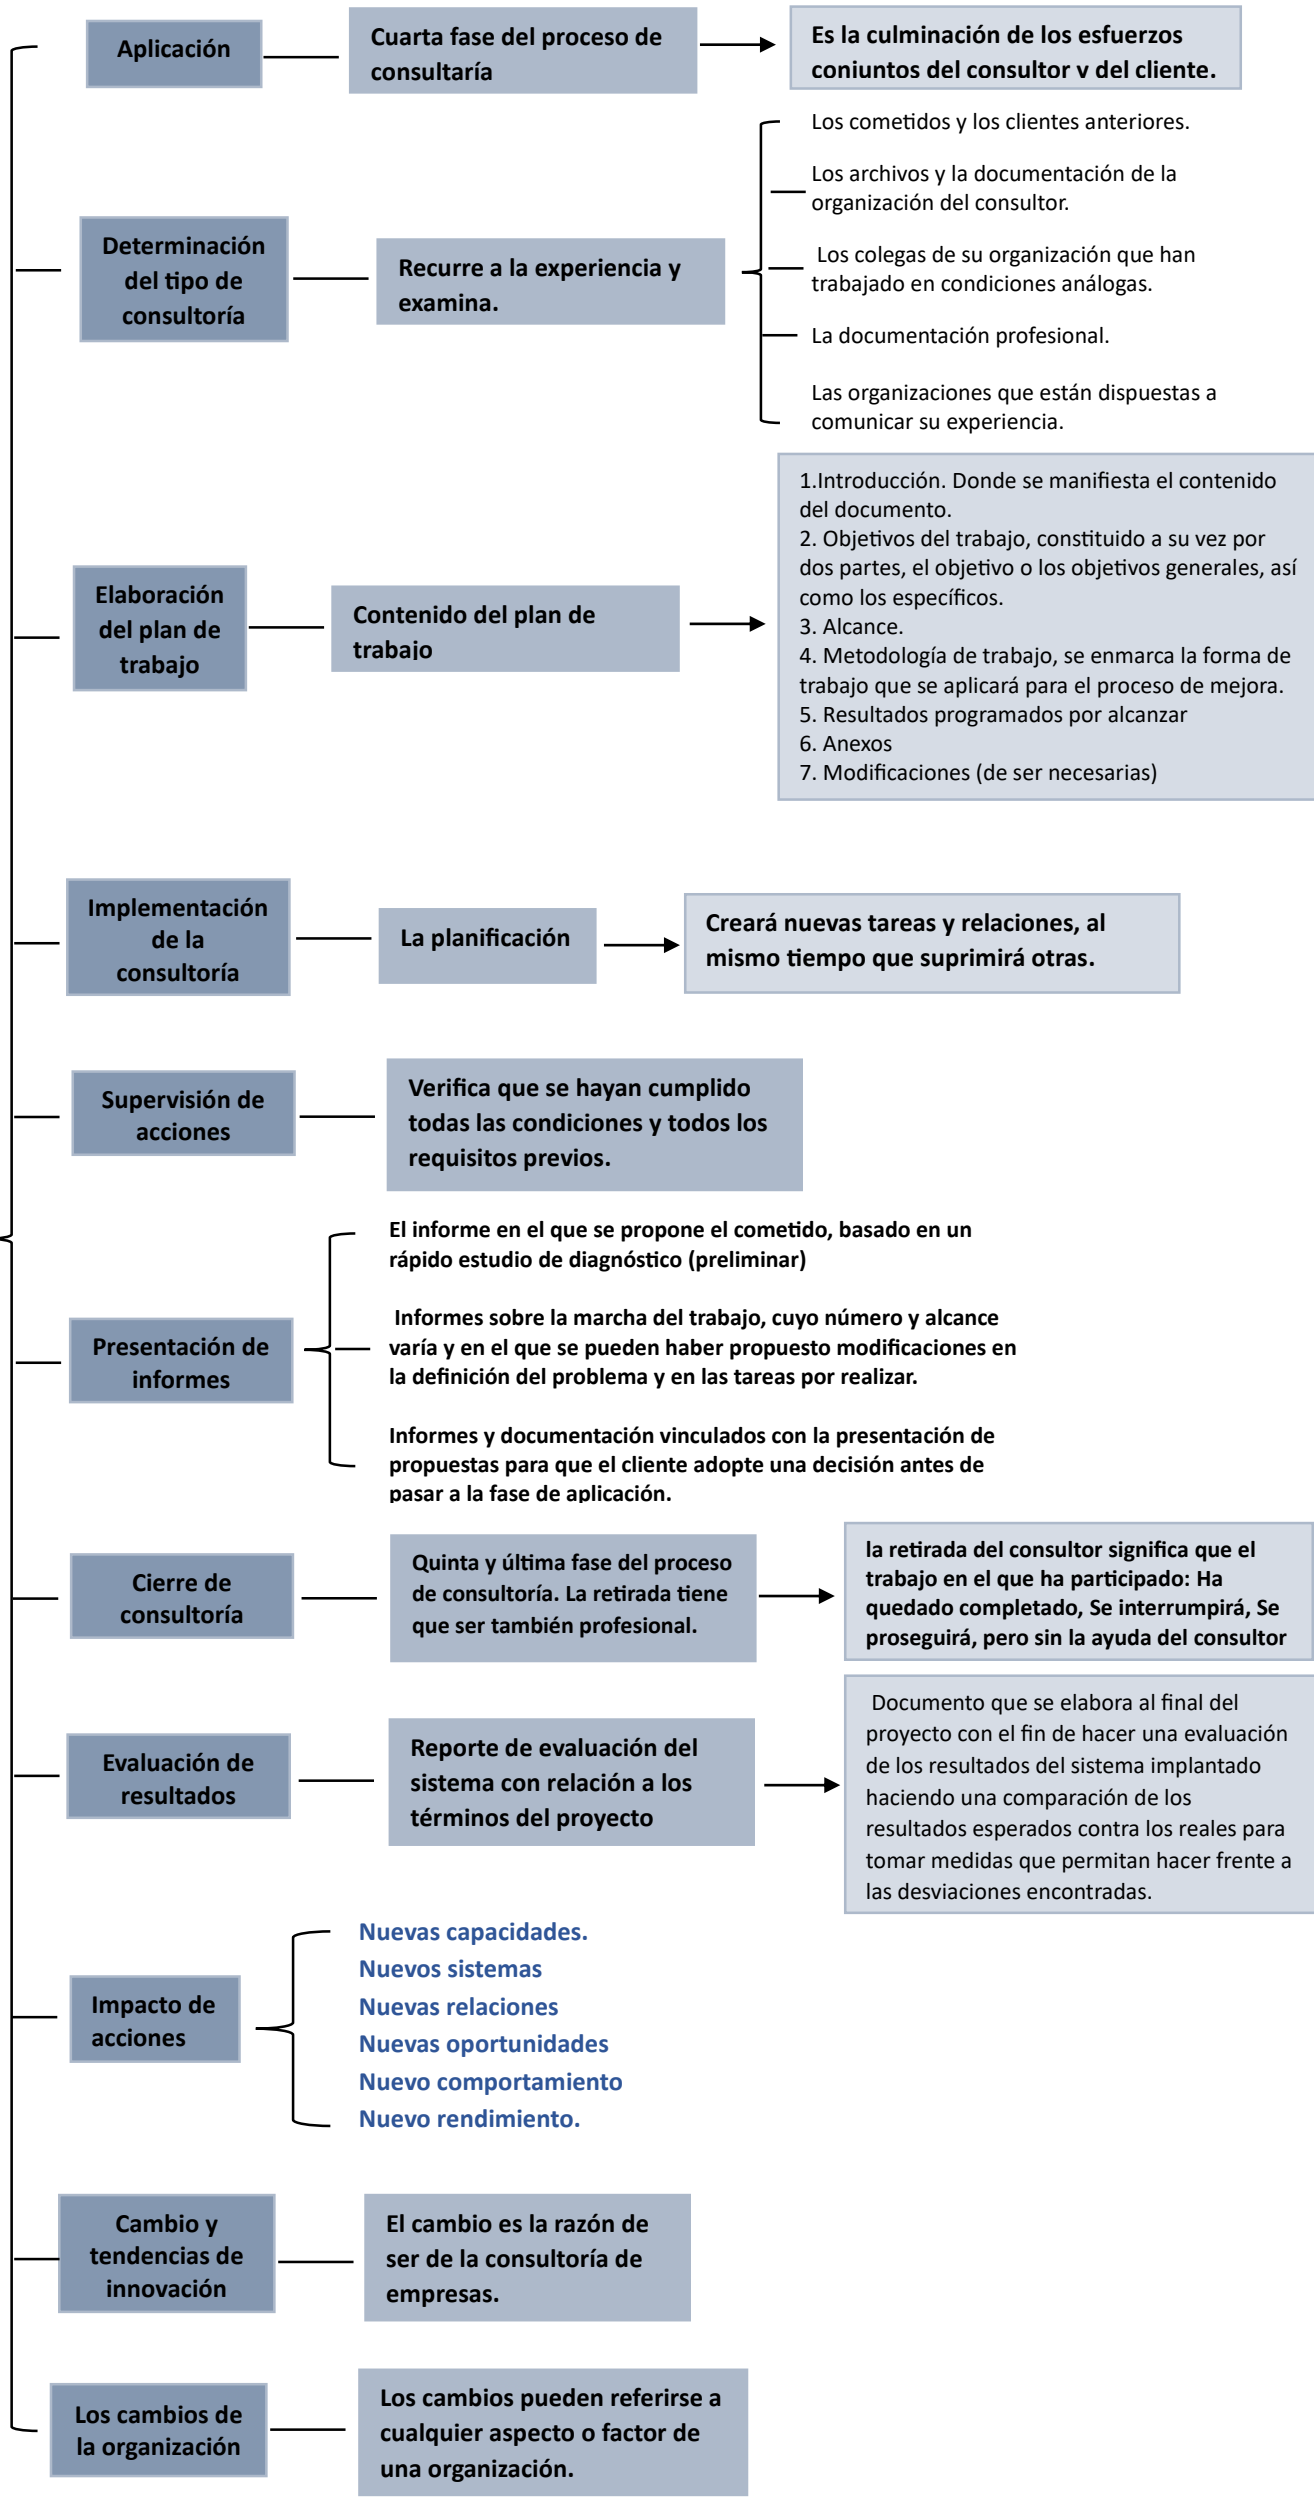 Aplicación
Cuarta fase del proceso de
consultaría
Es la culminación de los esfuerzos
conjuntos del consultor y del cliente.
Determinación
del tipo de
consultoría
Recurre a la experiencia y
examina.
Los cometidos y los clientes anteriores.
Los archivos y la documentación de la
organización del consultor.
Los colegas de su organización que han
trabajado en condiciones análogas.
La documentación profesional.
Las organizaciones que están dispuestas a
comunicar su experiencia.
Elaboración
del plan de
trabajo
Contenido del plan de
trabajo
1.Introducción. Donde se manifiesta el contenido
del documento.
2. Objetivos del trabajo, constituido a su vez por
dos partes, el objetivo o los objetivos generales, así
como los específicos.
3. Alcance.
4. Metodología de trabajo, se enmarca la forma de
trabajo que se aplicará para el proceso de mejora.
5. Resultados programados por alcanzar
6. Anexos
7. Modificaciones (de ser necesarias)
Implementación
de la
consultoría
La planificación
Creará nuevas tareas y relaciones, al
mismo tiempo que suprimirá otras.
Supervisión de
acciones
Verifica que se hayan cumplido
todas las condiciones y todos los
requisitos previos.
Presentación de
informes
El informe en el que se propone el cometido, basado en un
rápido estudio de diagnóstico (preliminar)
Informes sobre la marcha del trabajo, cuyo número y alcance
varía y en el que se pueden haber propuesto modificaciones en
la definición del problema y en las tareas por realizar.
Informes y documentación vinculados con la presentación de
propuestas para que el cliente adopte una decisión antes de
pasar a la fase de aplicación.
Cierre de
consultoría
Quinta y última fase del proceso
de consultoría. La retirada tiene
que ser también profesional.
la retirada del consultor significa que el
trabajo en el que ha participado: Ha
quedado completado, Se interrumpirá, Se
proseguirá, pero sin la ayuda del consultor
Evaluación de
resultados
Reporte de evaluación del
sistema con relación a los
términos del proyecto
Documento que se elabora al final del
proyecto con el fin de hacer una evaluación
de los resultados del sistema implantado
haciendo una comparación de los
resultados esperados contra los reales para
tomar medidas que permitan hacer frente a
las desviaciones encontradas.
Impacto de
acciones
Nuevas capacidades.
Nuevos sistemas
Nuevas relaciones
Nuevas oportunidades
Nuevo comportamiento
Nuevo rendimiento.
Cambio y
tendencias de
innovación
El cambio es la razón de
ser de la consultoría de
empresas.
Los cambios de
la organización
Los cambios pueden referirse a
cualquier aspecto o factor de
una organización.